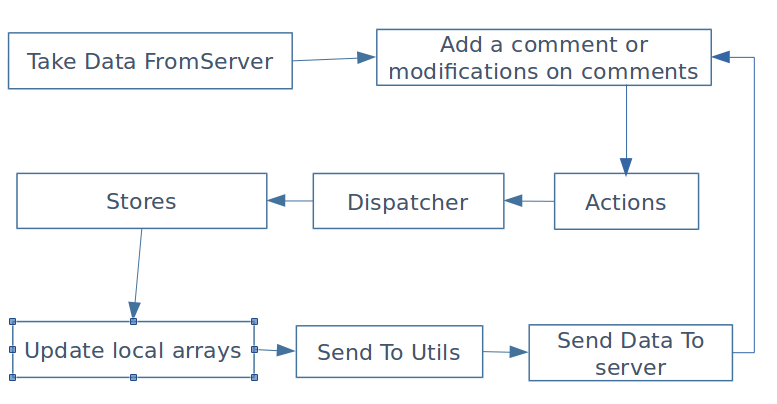 Take Data FromServer
Add a comment or
modifications on comments
Stores
Dispatcher
Actions
Update local arrays
Send To Utils
Send Data To
server